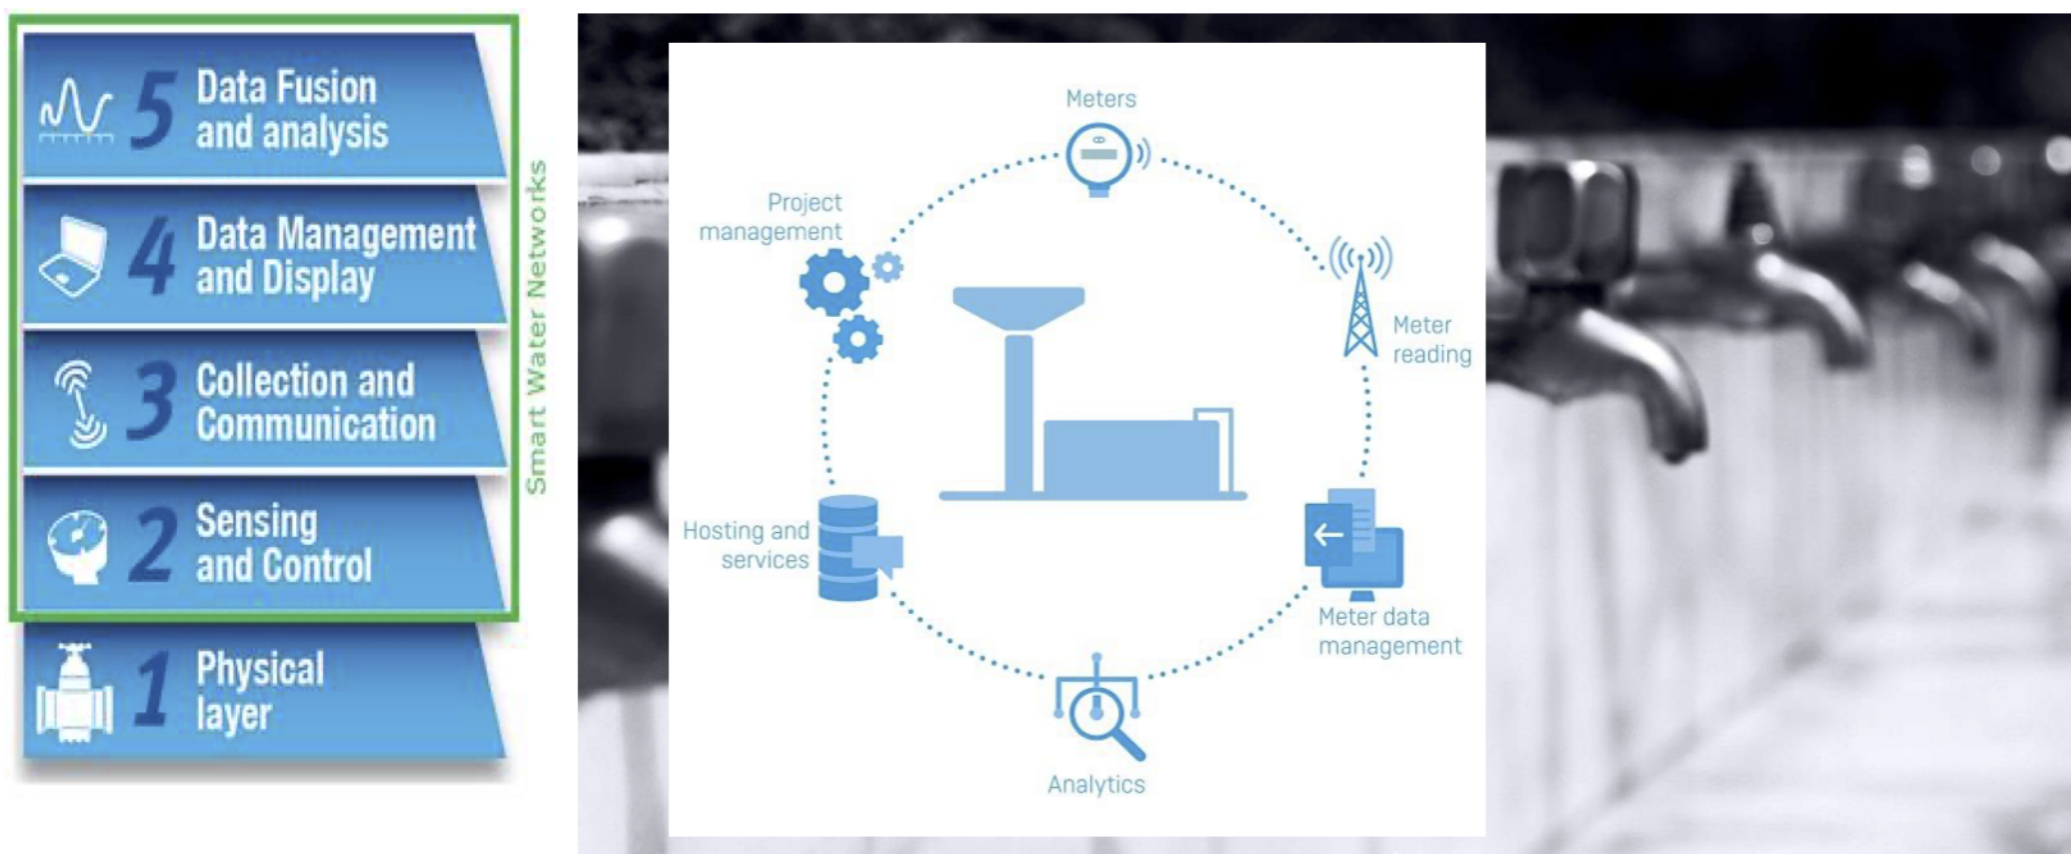 5
Data Fusion
and analysis
4
Data Management
and Display
3
Collection and
Communication
2
Sensing
and Control
1
Physical
layer
Smart Water Networks
Meters
Project
management
Meter
reading
Hosting and
services
Meter data
management
Analytics